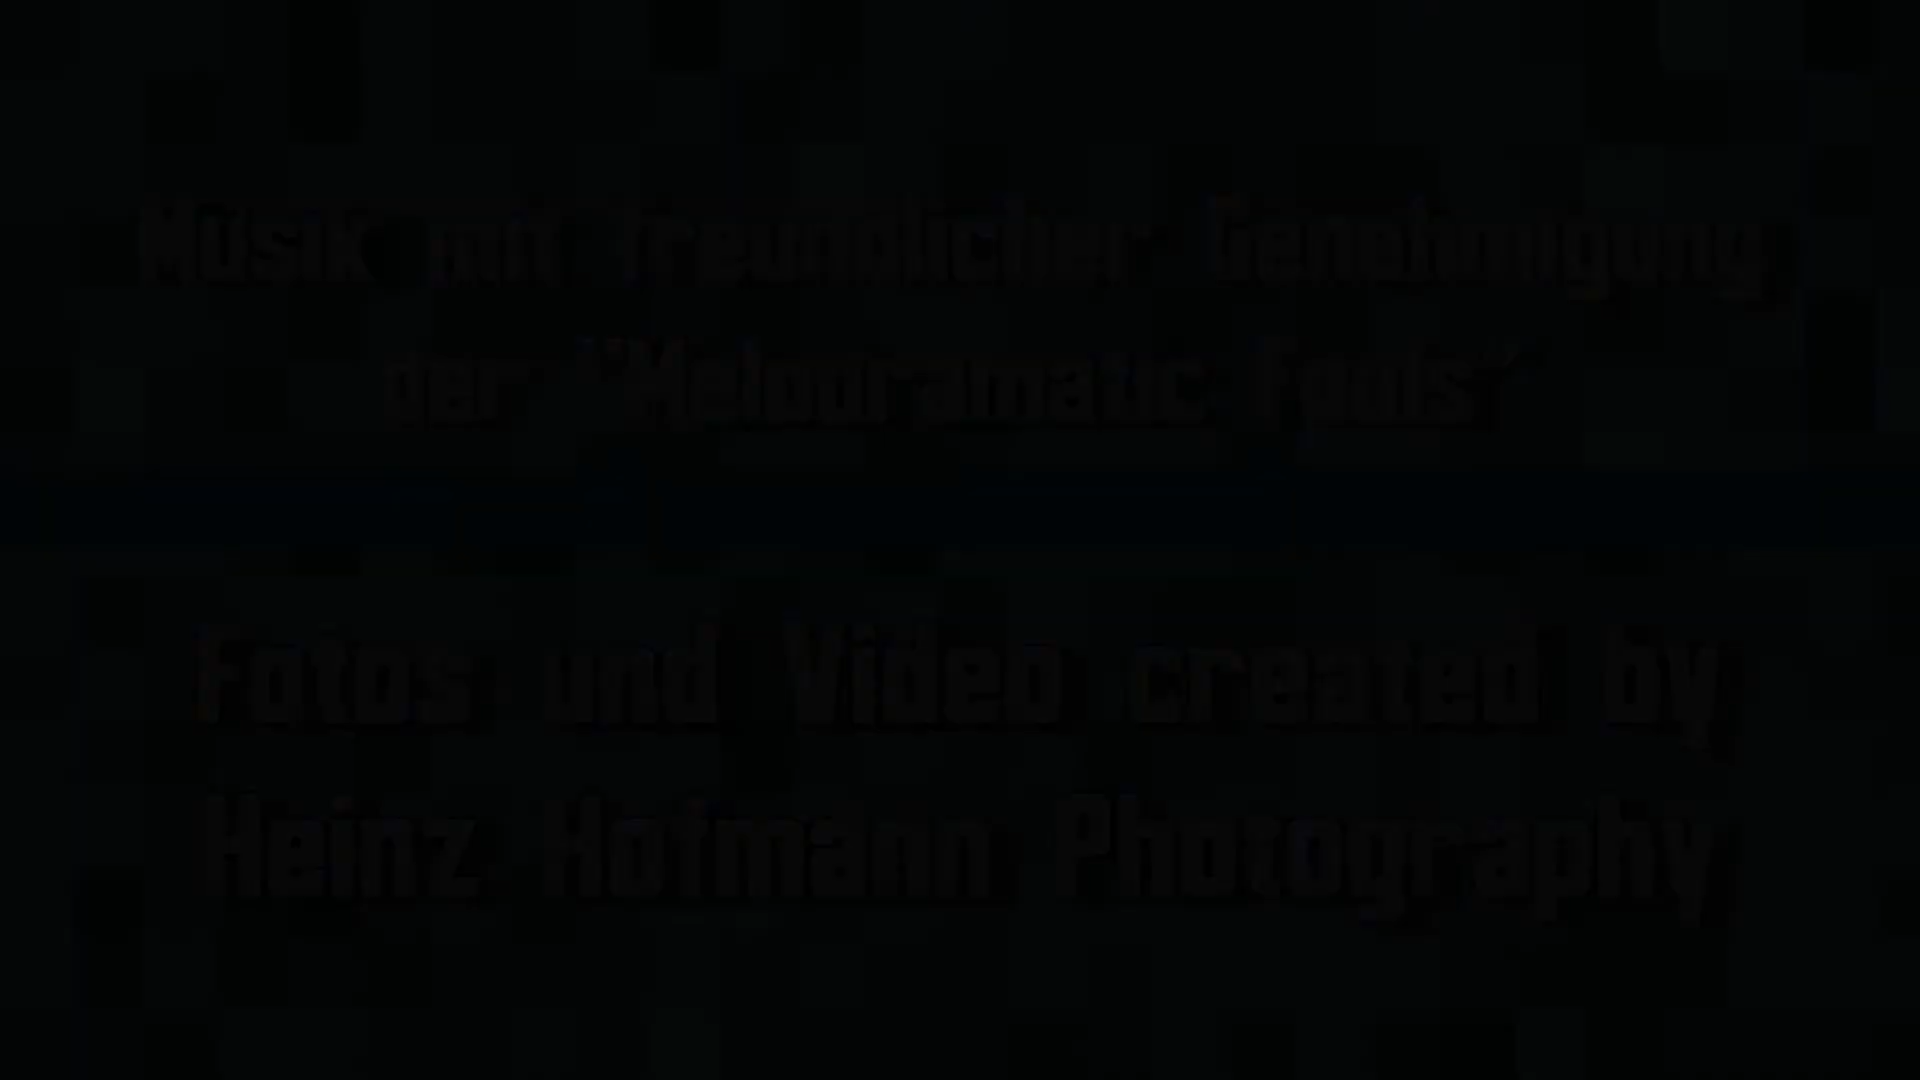 Musik mit freundlicher Genehmigung
der "Melodramatic Fools"
Fotos und Video created by
Heinz Hofmann Photography